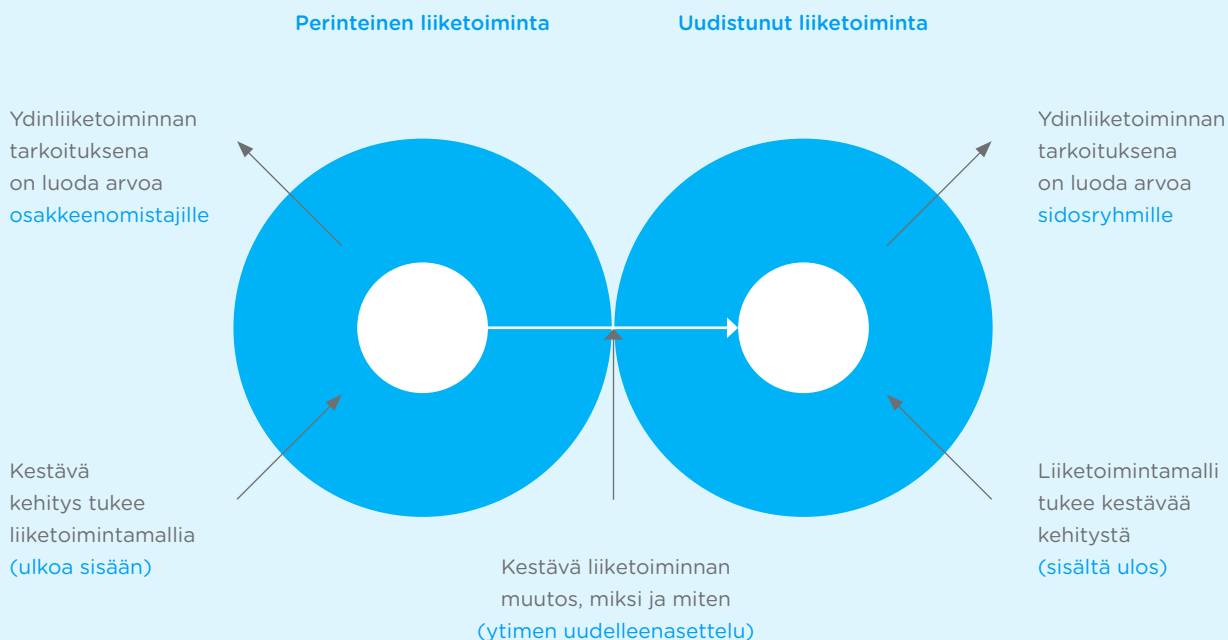 Perinteinen liiketoiminta
Uudistunut liiketoiminta
Ydinliiketoiminnan
tarkoituksena
on luoda arvoa
osakkeenomistajille
Ydinliiketoiminnan
tarkoituksena
on luoda arvoa
sidosryhmille
Kestävä
kehitys tukee
liiketoimintamallia
(ulkoa sisään)
Kestävä liiketoiminnan
muutos, miksi ja miten
(ytimen uudelleenasettelu)
Liiketoimintamalli
tukee kestävää
kehitystä
(sisältä ulos)